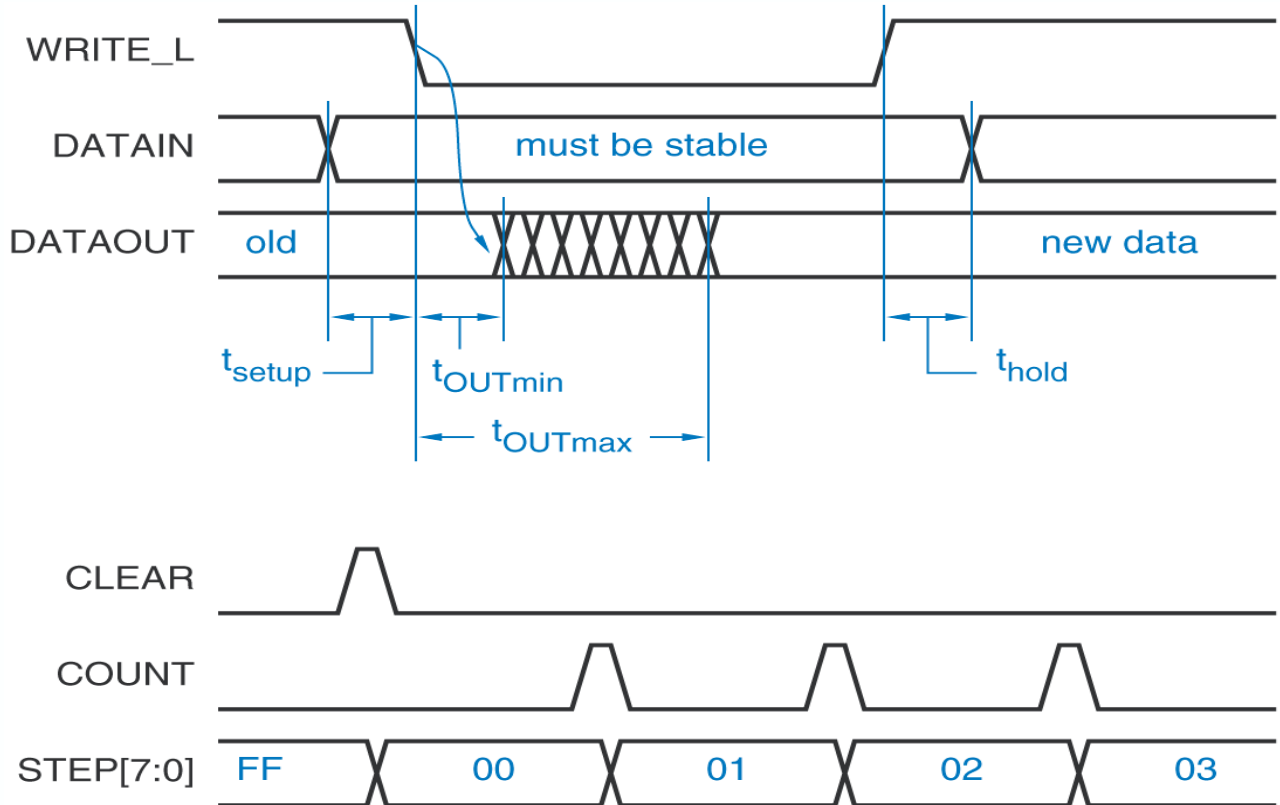 WRITE_L
DATAIN must be stable
DATAOUT old new data
tsetup tOUTmin thold
tOUTmax
CLEAR
COUNT
STEP[7:0] FF 00 01 02 03